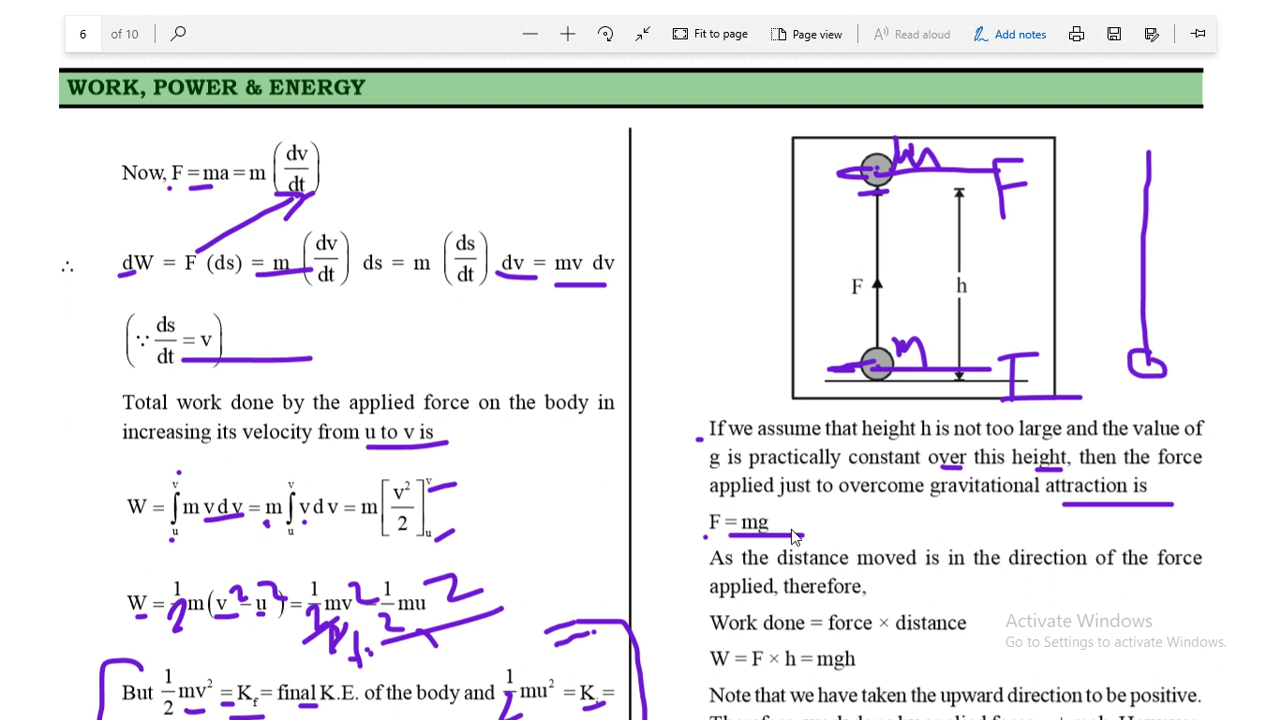 6 of 10 Fit to page Page view Read aloud Add notes
WORK, POWER & ENERGY
Now, F = ma = m (dv/dt)
∴ dW = F (ds) = m (dv/dt) ds = m (ds/dt) dv = mv dv
(∵ ds/dt = v)
Total work done by the applied force on the body in
increasing its velocity from u to v is
W = ∫ᵤᵛ m v d v = m ∫ᵤᵛ v d v = m [v²/2]ᵤᵛ
W = 1/2 m(v² - u²) = 1/2 mv² - 1/2 mu²
But 1/2 mv² = K_f = final K.E. of the body and 1/2 mu² = K_i =
m
F
F
h
m
I
If we assume that height h is not too large and the value of
g is practically constant over this height, then the force
applied just to overcome gravitational attraction is
F = mg
As the distance moved is in the direction of the force
applied, therefore,
Work done = force × distance
W = F × h = mgh
Note that we have taken the upward direction to be positive.
Activate Windows
Go to Settings to activate Windows.